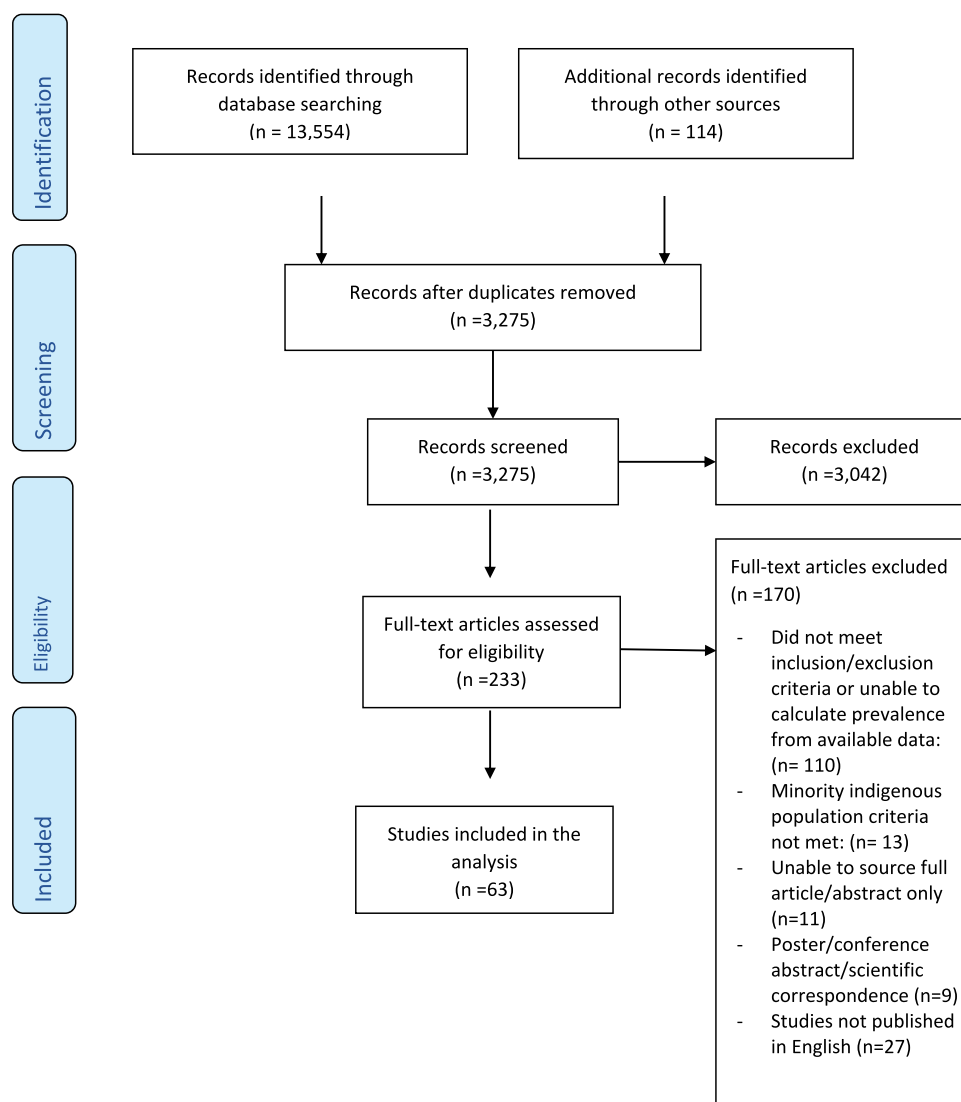 Identification
Records identified through
database searching
(n = 13,554)
Additional records identified
through other sources
(n = 114)
Screening
Records after duplicates removed
(n =3,275)
Records screened
(n =3,275)
Records excluded
(n =3,042)
Eligibility
Full-text articles assessed
for eligibility
(n =233)
Full-text articles excluded
(n =170)
- Did not meet
inclusion/exclusion
criteria or unable to
calculate prevalence
from available data:
(n= 110)
- Minority indigenous
population criteria
not met: (n= 13)
- Unable to source full
article/abstract only
(n=11)
- Poster/conference
abstract/scientific
correspondence (n=9)
- Studies not published
in English (n=27)
Included
Studies included in the
analysis
(n =63)